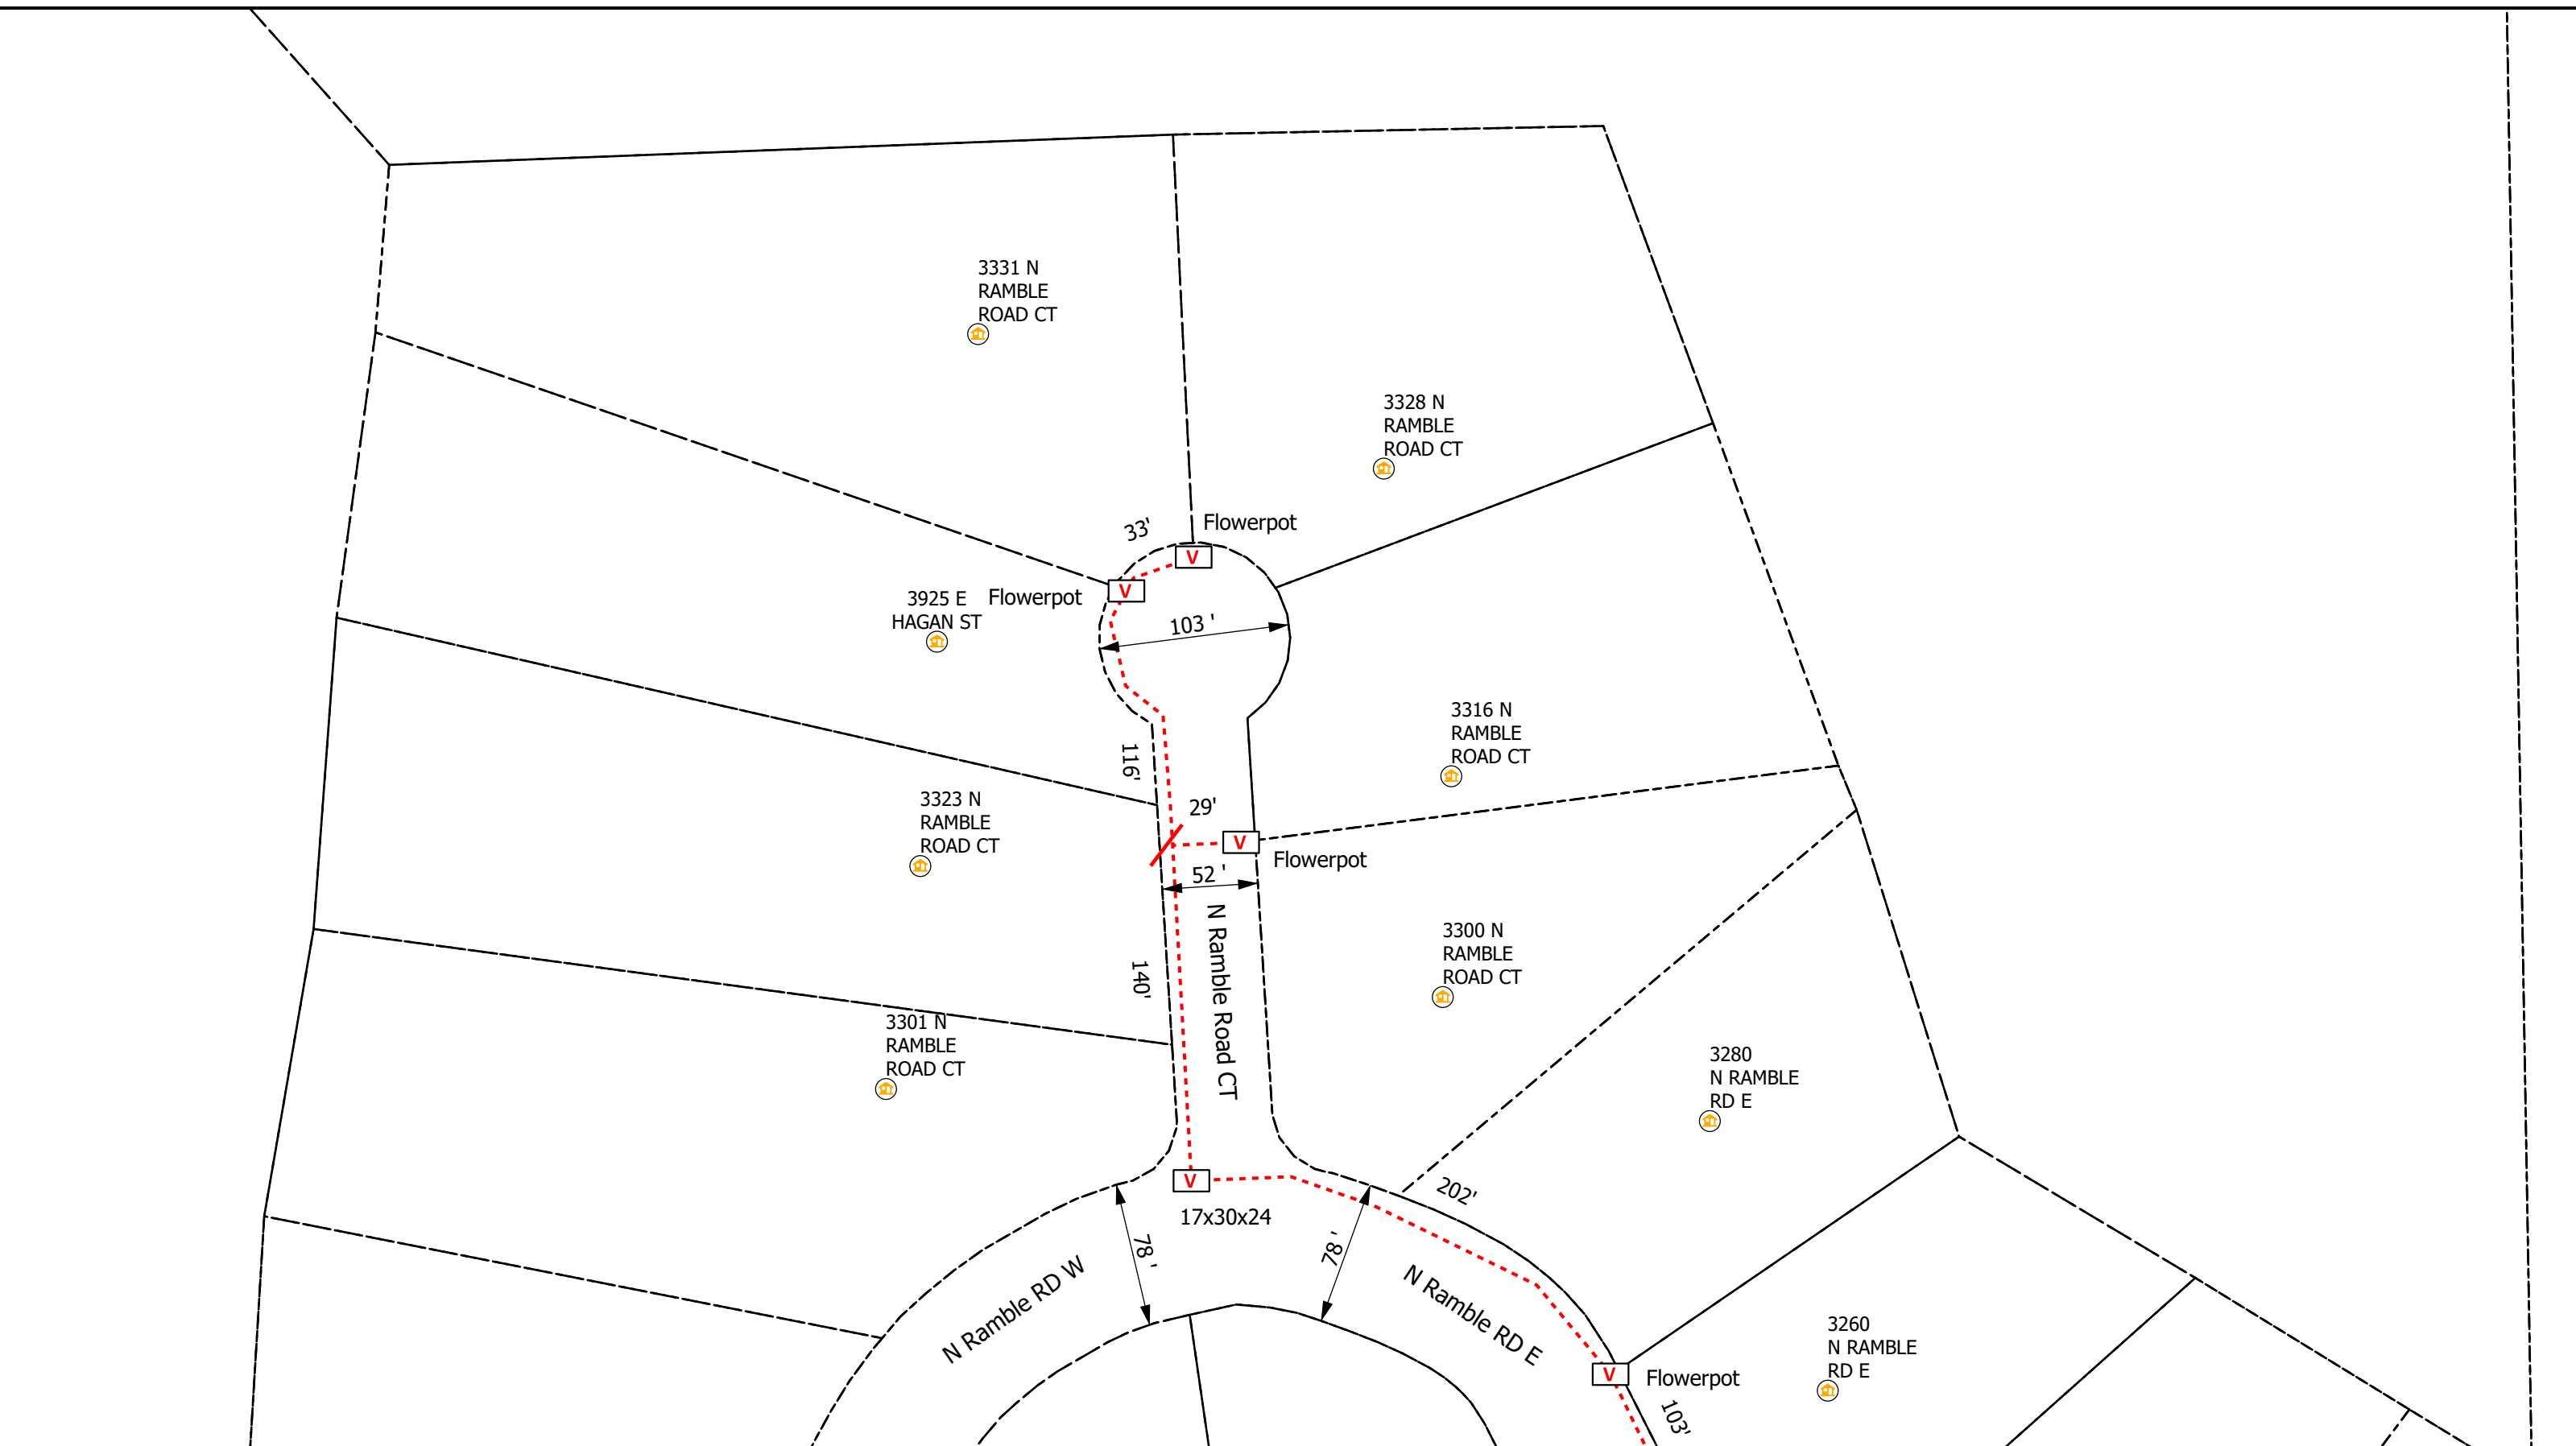 3331 N
RAMBLE
ROAD CT
3328 N
RAMBLE
ROAD CT
33'
Flowerpot
V
V
Flowerpot
3925 E
HAGAN ST
103 '
3316 N
RAMBLE
ROAD CT
116'
3323 N
RAMBLE
ROAD CT
29'
V
Flowerpot
52 '
N Ramble Road CT
140'
3300 N
RAMBLE
ROAD CT
3301 N
RAMBLE
ROAD CT
3280
N RAMBLE
RD E
V
17x30x24
202'
78 '
78 '
N Ramble RD W
N Ramble RD E
3260
N RAMBLE
RD E
V
Flowerpot
103'